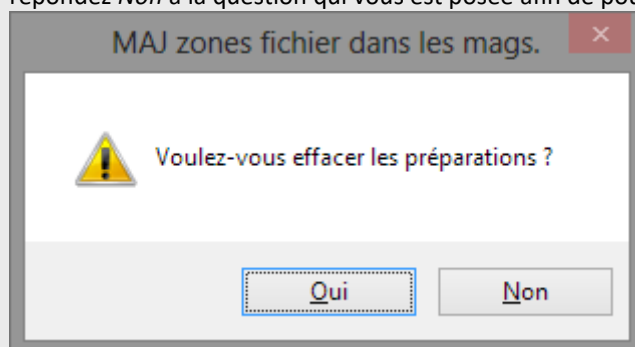 répondez Non à la question qui vous est posée afin de
MAJ zones fichier dans les mags.
Voulez-vous effacer les préparations ?
Oui
Non